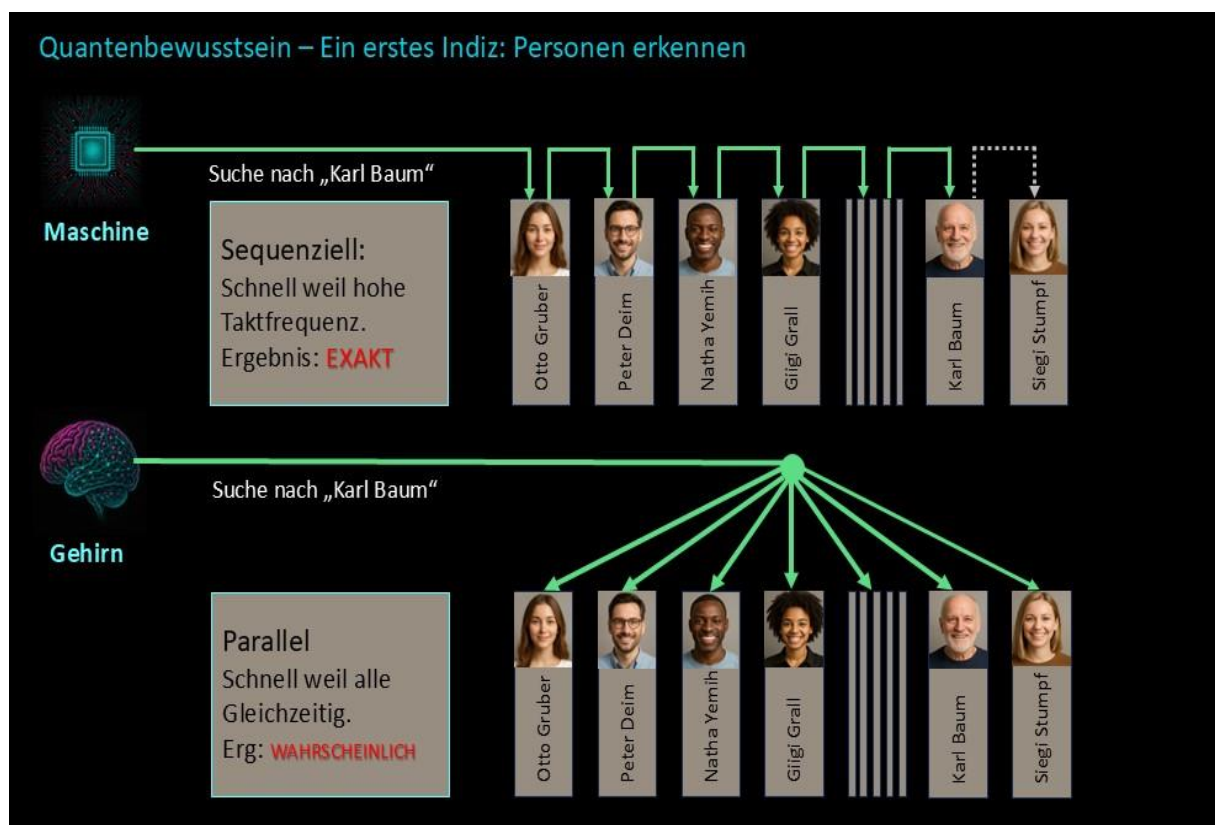 Quantenbewusstsein – Ein erstes Indiz: Personen erkennen
Suche nach „Karl Baum“
Maschine
Sequenziell:
Schnell weil hohe
Taktfrequenz.
Ergebnis: EXAKT
Otto Gruber
Peter Deim
Natha Yemih
Giigi Grall
Karl Baum
Siegi Stumpf
Suche nach „Karl Baum“
Gehirn
Parallel
Schnell weil alle
Gleichzeitig.
Erg: WAHRSCHEINLICH
Otto Gruber
Peter Deim
Natha Yemih
Giigi Grall
Karl Baum
Siegi Stumpf